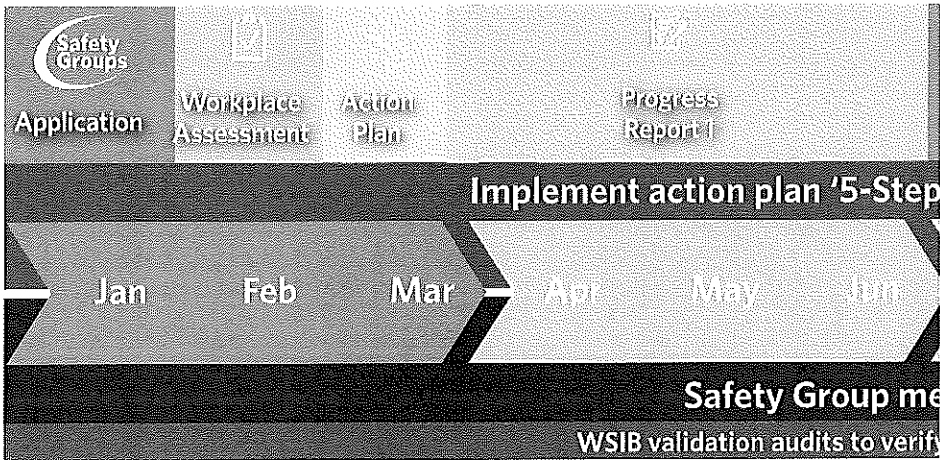 Safety
Groups
Application
Workplace
Assessment
Action
Plan
Progress
Report 1
Implement action plan ‘5-Step
Jan Feb Mar Apr May Jun
Safety Group me
WSIB validation audits to verify